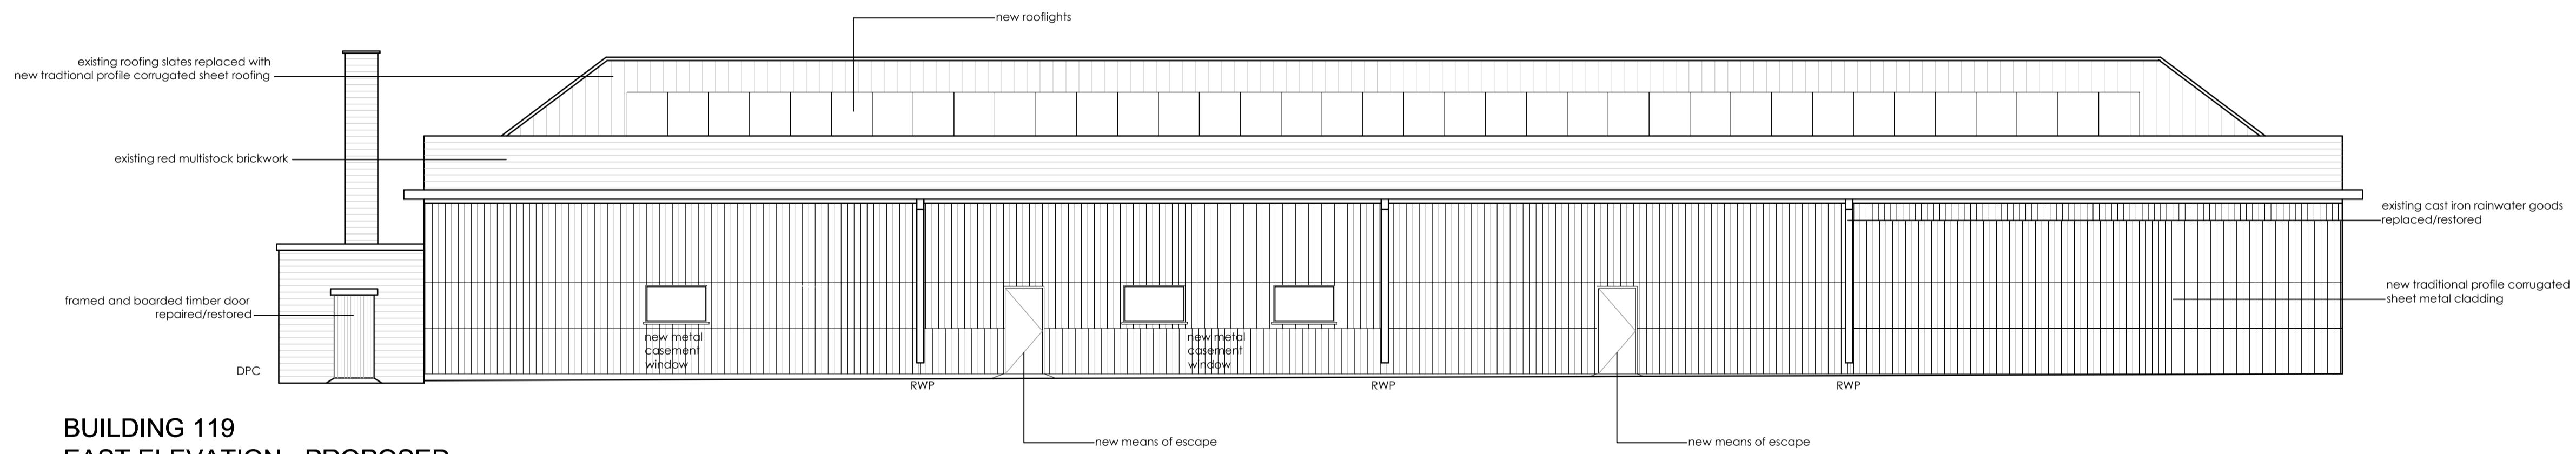 new rooflights
existing roofing slates replaced with
new tradtional profile corrugated sheet roofing
existing red multistock brickwork
existing cast iron rainwater goods
replaced/restored
framed and boarded timber door
repaired/restored
new traditional profile corrugated
sheet metal cladding
new metal
casement
window
new metal
casement
window
DPC
RWP
RWP
RWP
new means of escape
new means of escape
BUILDING 119
EAST ELEVATION - PROPOSED